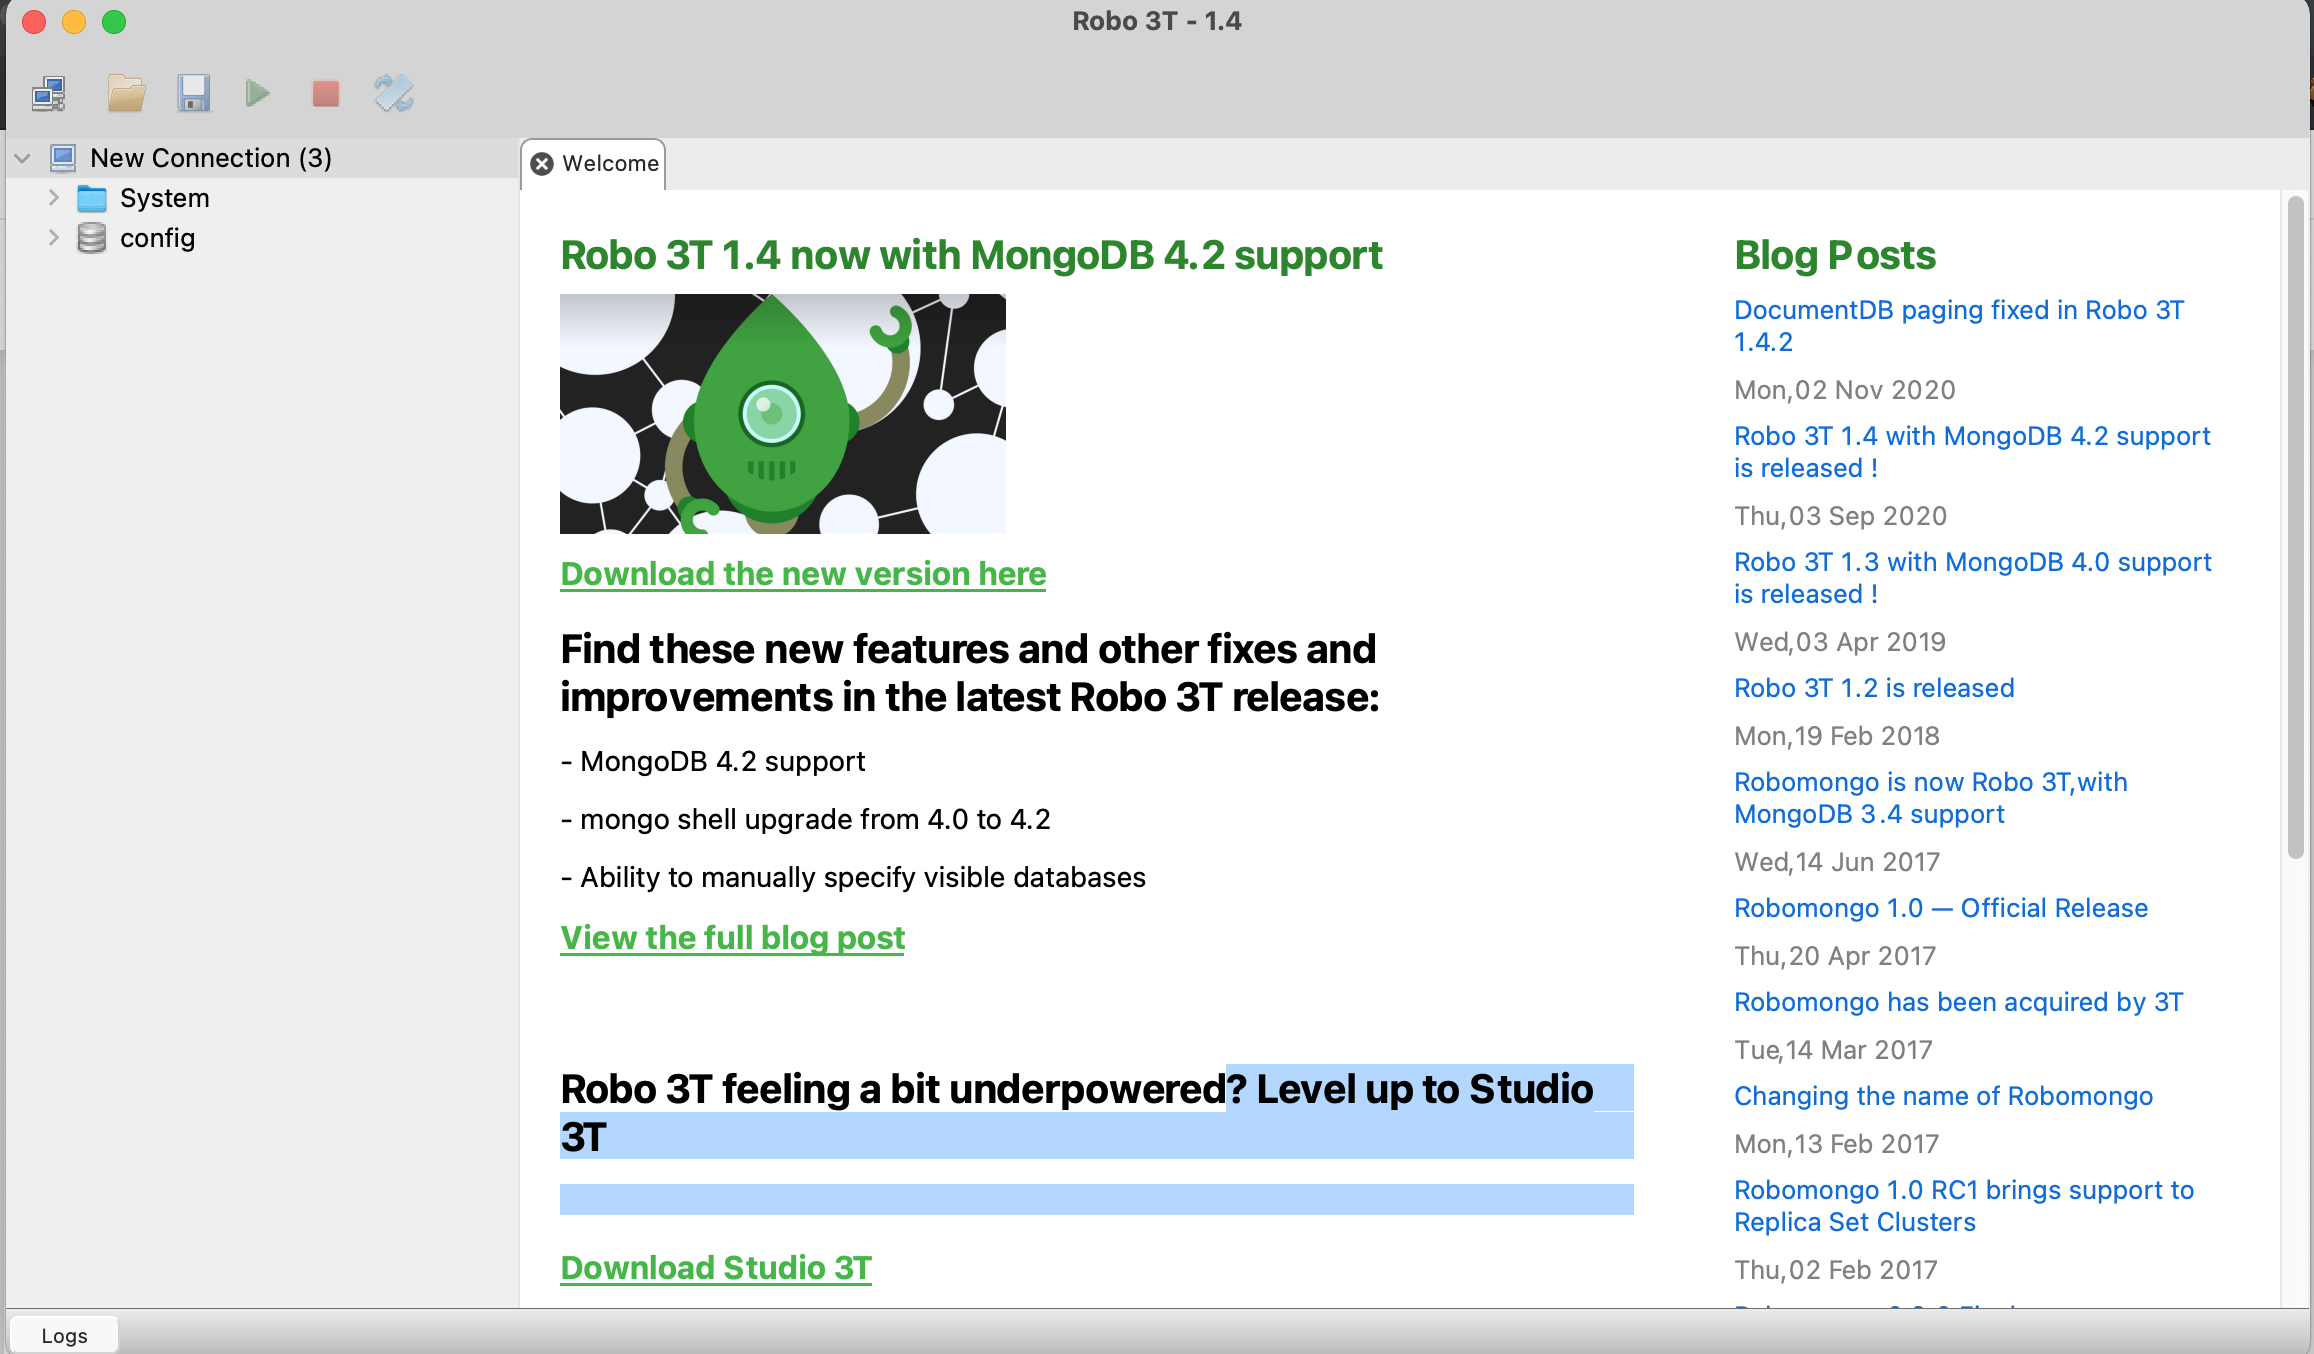 Robo 3T - 1.4
New Connection (3)
System
config
Welcome
Robo 3T 1.4 now with MongoDB 4.2 support
Download the new version here
Find these new features and other fixes and
improvements in the latest Robo 3T release:
- MongoDB 4.2 support
- mongo shell upgrade from 4.0 to 4.2
- Ability to manually specify visible databases
View the full blog post
Robo 3T feeling a bit underpowered? Level up to Studio
3T
Download Studio 3T
Blog Posts
DocumentDB paging fixed in Robo 3T
1.4.2
Mon,02 Nov 2020
Robo 3T 1.4 with MongoDB 4.2 support
is released !
Thu,03 Sep 2020
Robo 3T 1.3 with MongoDB 4.0 support
is released !
Wed,03 Apr 2019
Robo 3T 1.2 is released
Mon,19 Feb 2018
Robomongo is now Robo 3T,with
MongoDB 3.4 support
Wed,14 Jun 2017
Robomongo 1.0 — Official Release
Thu,20 Apr 2017
Robomongo has been acquired by 3T
Tue,14 Mar 2017
Changing the name of Robomongo
Mon,13 Feb 2017
Robomongo 1.0 RC1 brings support to
Replica Set Clusters
Thu,02 Feb 2017
Logs